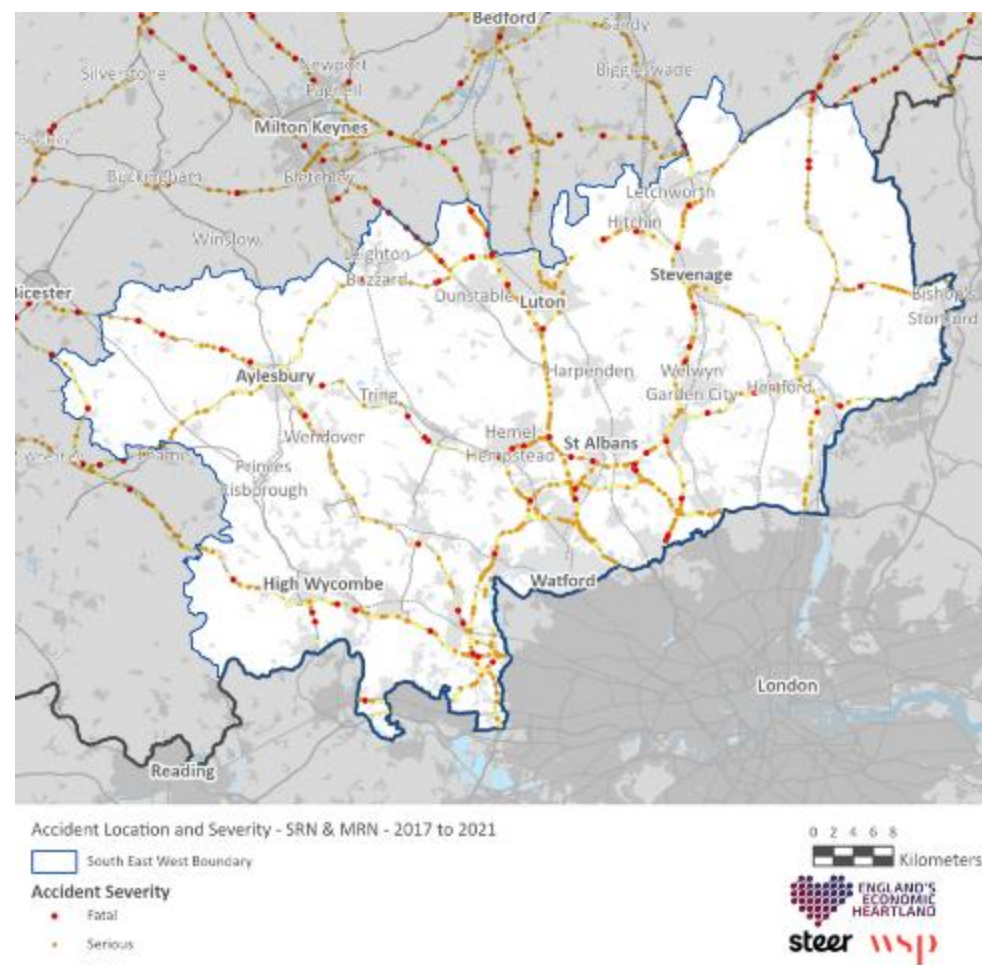 Bedford
Sandy
Silverstone
Newport
Pagnell
Biggleswade
Milton Keynes
Buckingham
Bletchley
Letchworth
Hitchin
Winslow
Leighton
Buzzard
Stevenage
Bicester
Dunstable
Luton
Bishop's
Stortford
Aylesbury
Harpenden
Welwyn
Garden City
Hertford
Tring
Hemel
Hempstead
St Albans
Wendover
Thame
Princes
Risborough
High Wycombe
Watford
London
Reading
Accident Location and Severity - SRN & MRN - 2017 to 2021
South East West Boundary
Accident Severity
Fatal
Serious
0 2 4 6 8
Kilometers
ENGLAND'S
ECONOMIC
HEARTLAND
steer wsp